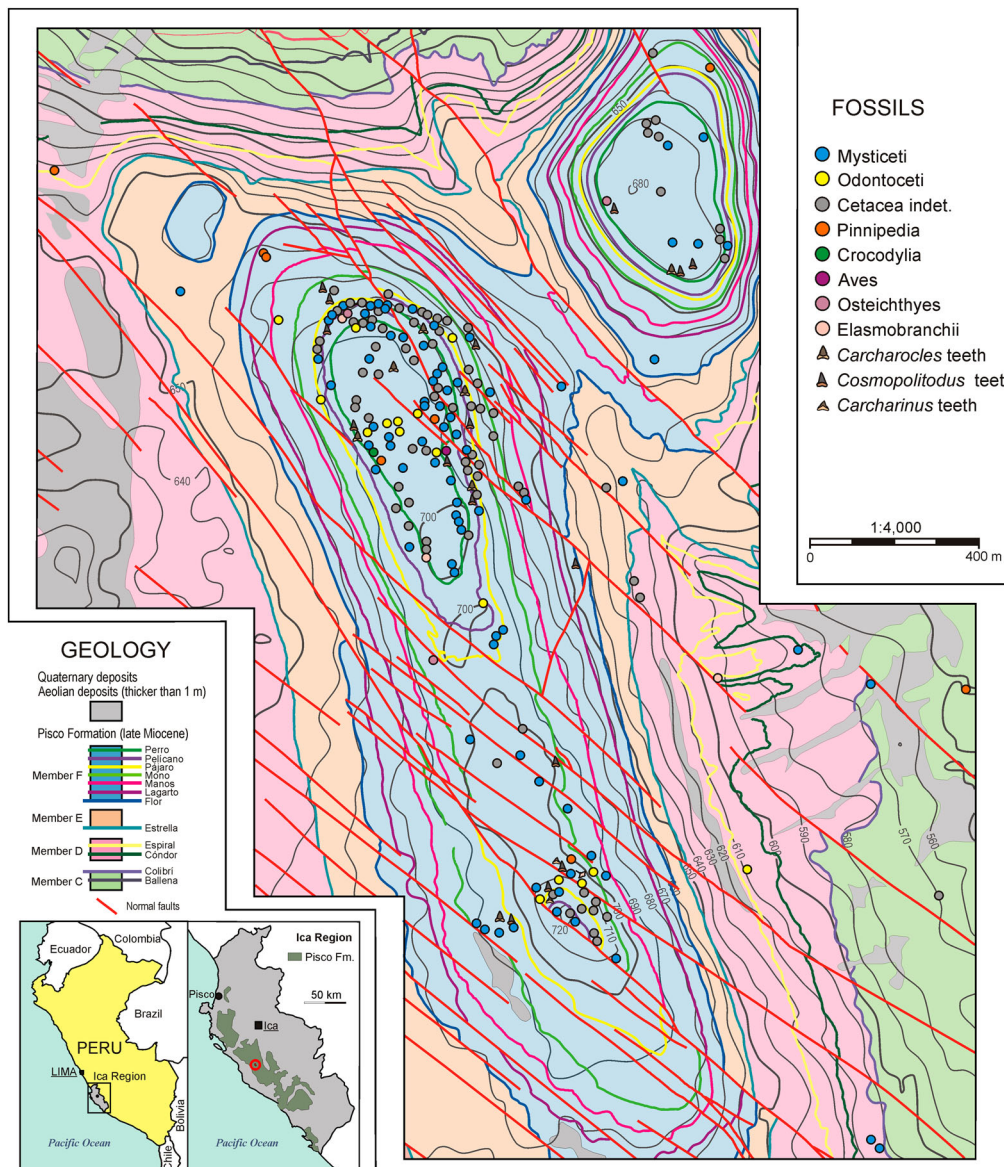 FOSSILS
Mysticeti
Odontoceti
Cetacea indet.
Pinnipedia
Crocodylia
Aves
Osteichthyes
Elasmobranchii
Carcharocles teeth
Cosmopolitodus teet
Carcharinus teeth
1:4,000
0 400 m
650
680
650
640
700
700
720
700
710
690
680
670
650
640
630
620
610
600
590
580
570
560
GEOLOGY
Quaternary deposits
Aeolian deposits (thicker than 1 m)
Pisco Formation (late Miocene)
Perro
Pelícano
Pájaro
Member F Mono
Manos
Lagarto
Flor
Member E
Estrella
Member D Espiral
Cóndor
Colibrí
Member C Ballena
Normal faults
Ecuador
Colombia
Brazil
PERU
LIMA
Ica Region
Bolivia
Chile
Pacific Ocean
Ica Region
Pisco Fm.
50 km
Pisco
Ica
Pacific Ocean